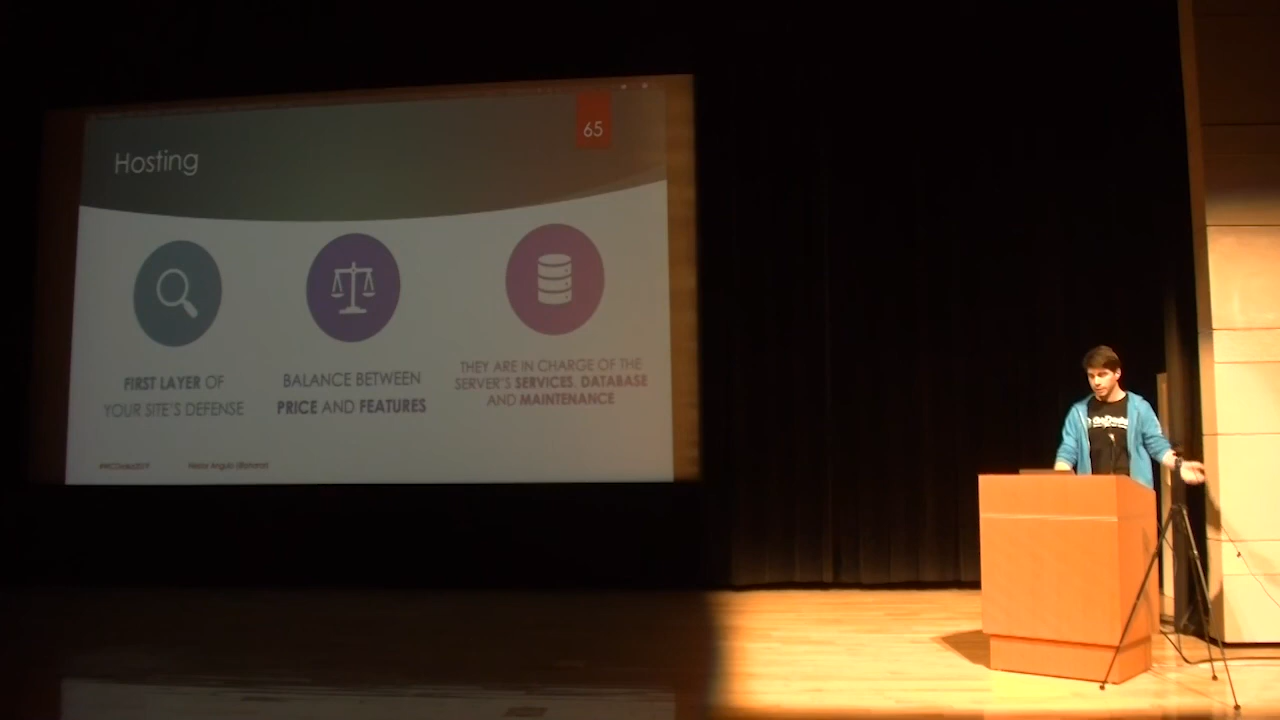 65
Hosting
FIRST LAYER OF
YOUR SITE'S DEFENSE
BALANCE BETWEEN
PRICE AND FEATURES
THEY ARE IN CHARGE OF THE
SERVER'S SERVICES, DATABASE
AND MAINTENANCE